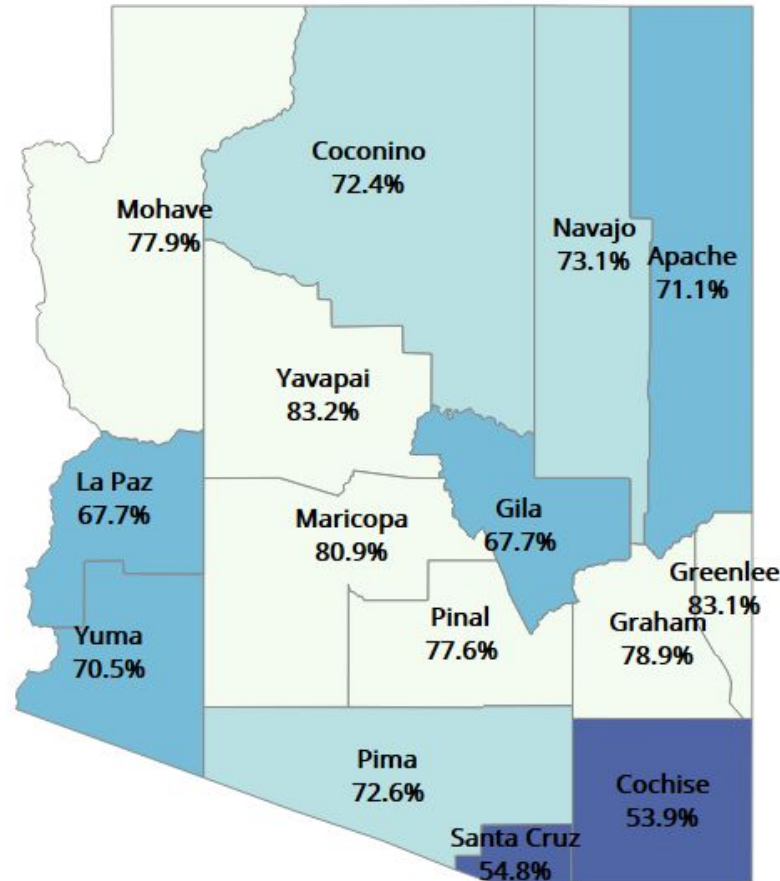 Coconino
72.4%
Mohave
77.9%
Navajo
73.1%
Apache
71.1%
Yavapai
83.2%
La Paz
67.7%
Maricopa
80.9%
Gila
67.7%
Greenlee
83.1%
Yuma
70.5%
Pinal
77.6%
Graham
78.9%
Pima
72.6%
Cochise
53.9%
Santa Cruz
54.8%